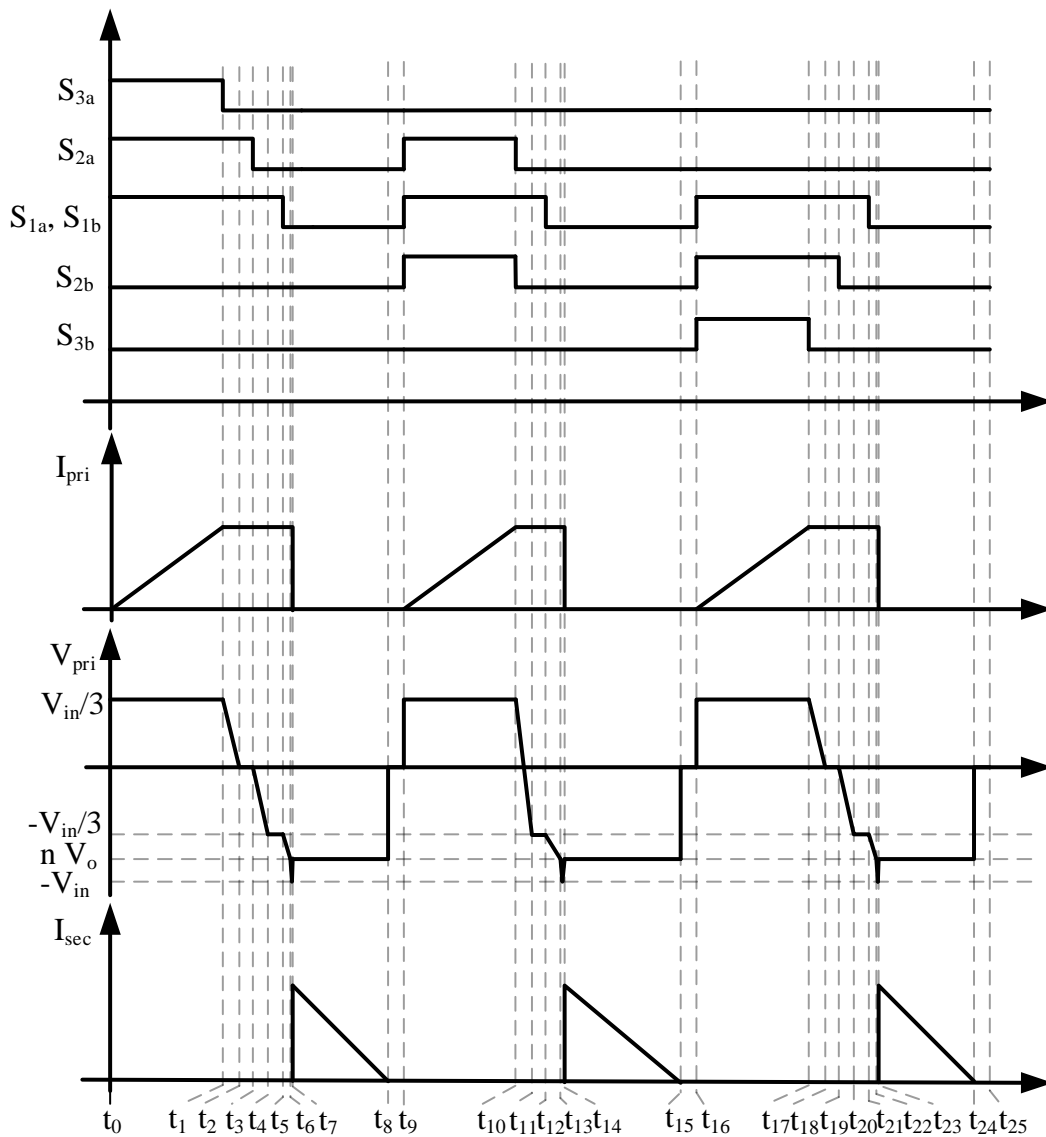 S3a
S2a
S1a, S1b
S2b
S3b
Ipri
Vpri
Vin/3
-Vin/3
n Vo
-Vin
Isec
t0 t1 t2 t3 t4 t5 t6 t7 t8 t9 t10 t11 t12 t13 t14 t15 t16 t17 t18 t19 t20 t21 t22 t23 t24 t25